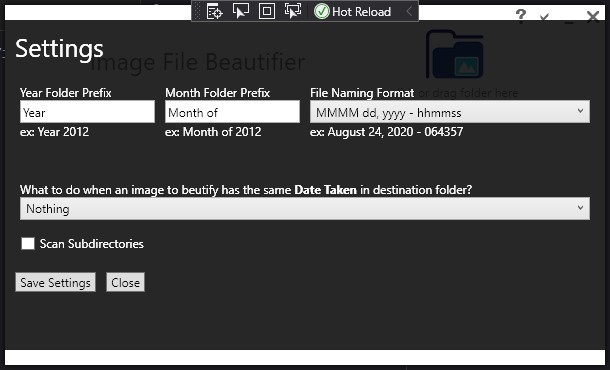 Hot Reload
Settings
Image File Beautifier
or drag folder here
Year Folder Prefix
Month Folder Prefix
File Naming Format
Year
Month of
MMMM dd, yyyy - hhmmss
ex: Year 2012
ex: Month of 2012
ex: August 24, 2020 - 064357
What to do when an image to beutify has the same Date Taken in destination folder?
Nothing
Scan Subdirectories
Save Settings
Close